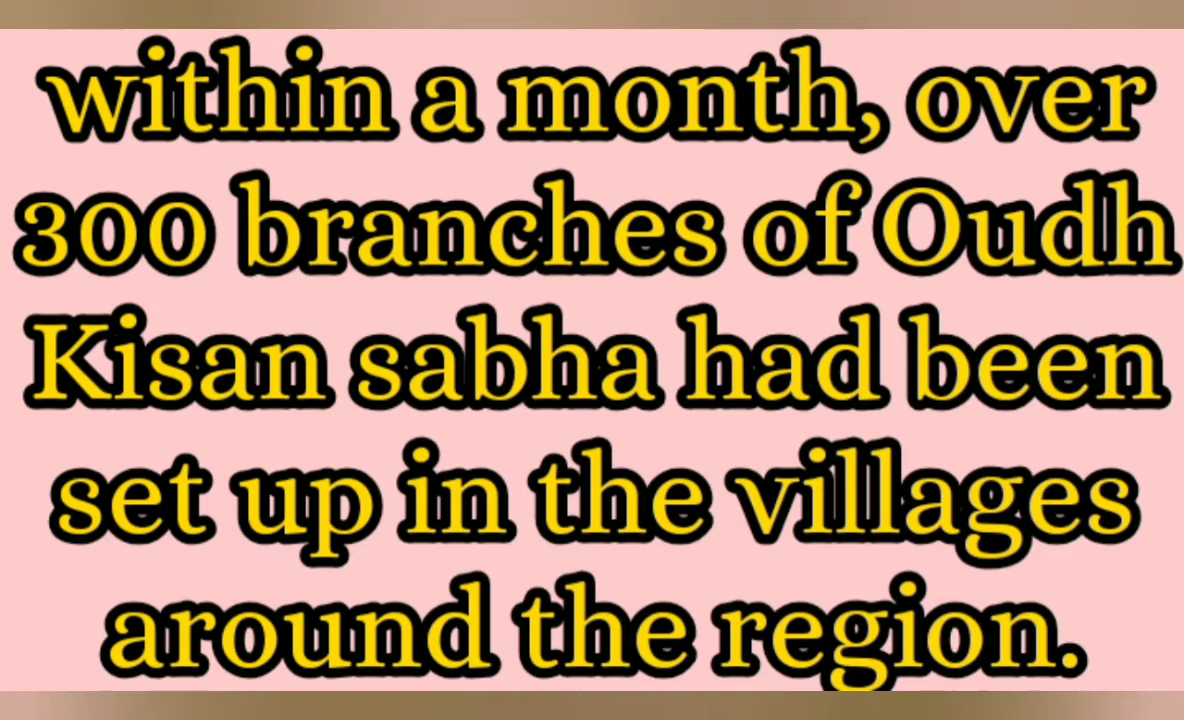 within a month, over
300 branches of Oudh
Kisan sabha had been
set up in the villages
around the region.